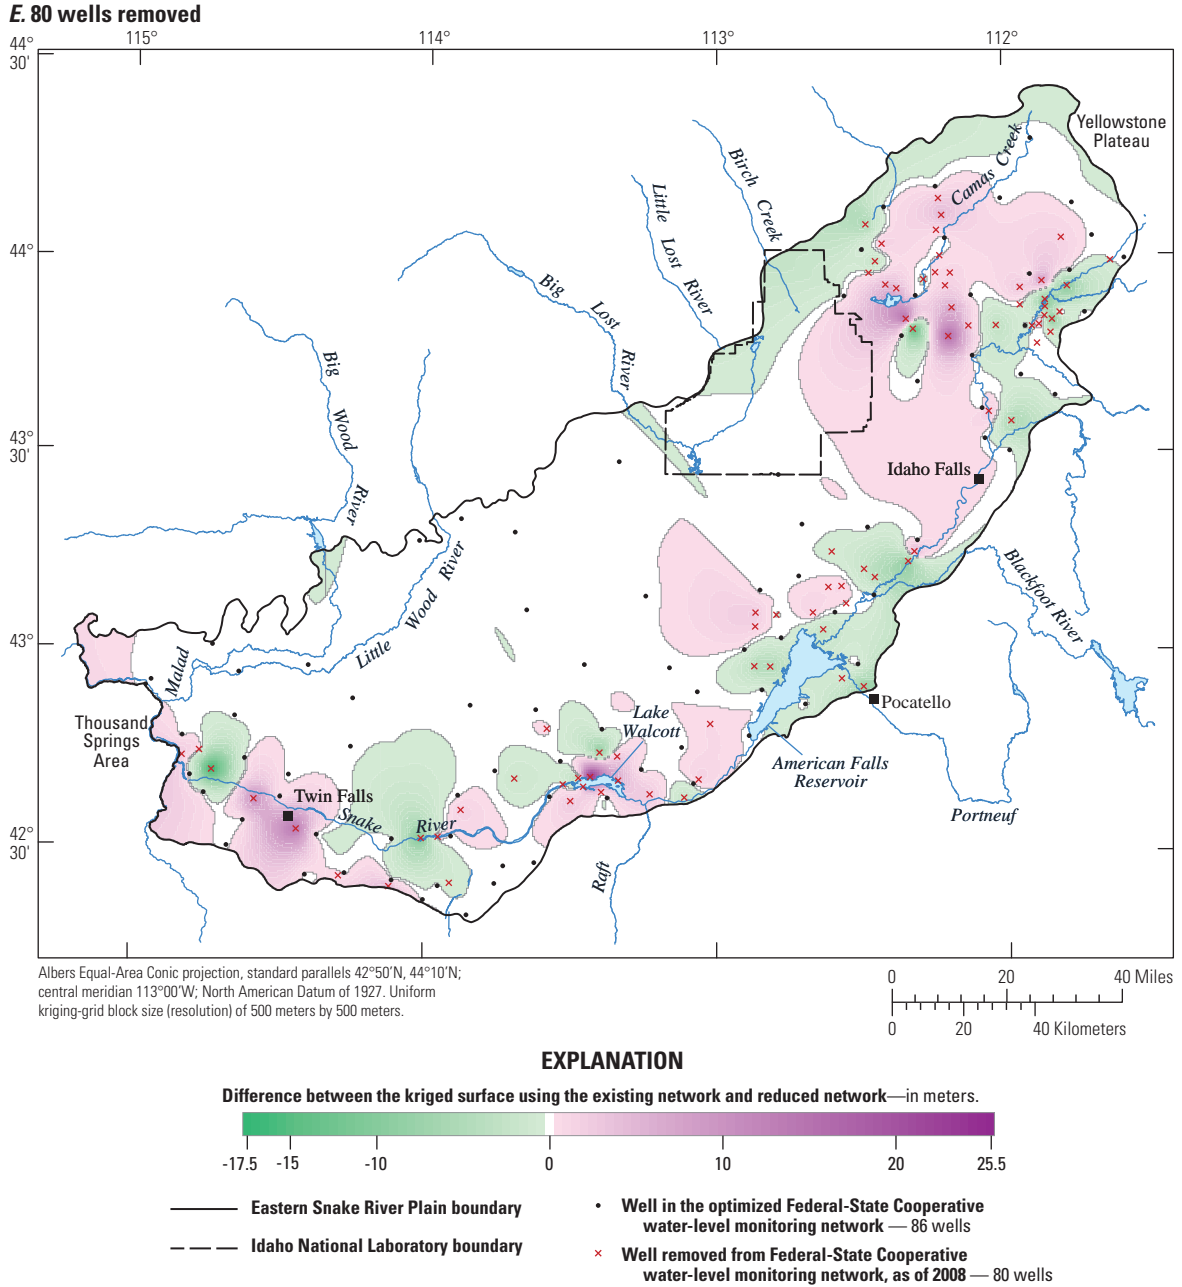 E. 80 wells removed
115°
114°
113°
112°
44°
30'
44°
43°
30'
43°
42°
30'
Yellowstone
Plateau
Camas Creek
Birch Creek
Little Lost River
Big Lost River
Big Wood River
Little Wood River
Malad
Idaho Falls
Blackfoot River
Pocatello
Portneuf
American Falls
Reservoir
Lake
Walcott
Thousand
Springs
Area
Twin Falls
Snake River
Raft
Albers Equal-Area Conic projection, standard parallels 42°50'N, 44°10'N;
central meridian 113°00'W; North American Datum of 1927. Uniform
kriging-grid block size (resolution) of 500 meters by 500 meters.
0 20 40 Miles
0 20 40 Kilometers
EXPLANATION
Difference between the kriged surface using the existing network and reduced network—in meters.
-17.5 -15 -10 0 10 20 25.5
Eastern Snake River Plain boundary
Idaho National Laboratory boundary
Well in the optimized Federal-State Cooperative
water-level monitoring network — 86 wells
Well removed from Federal-State Cooperative
water-level monitoring network, as of 2008 — 80 wells